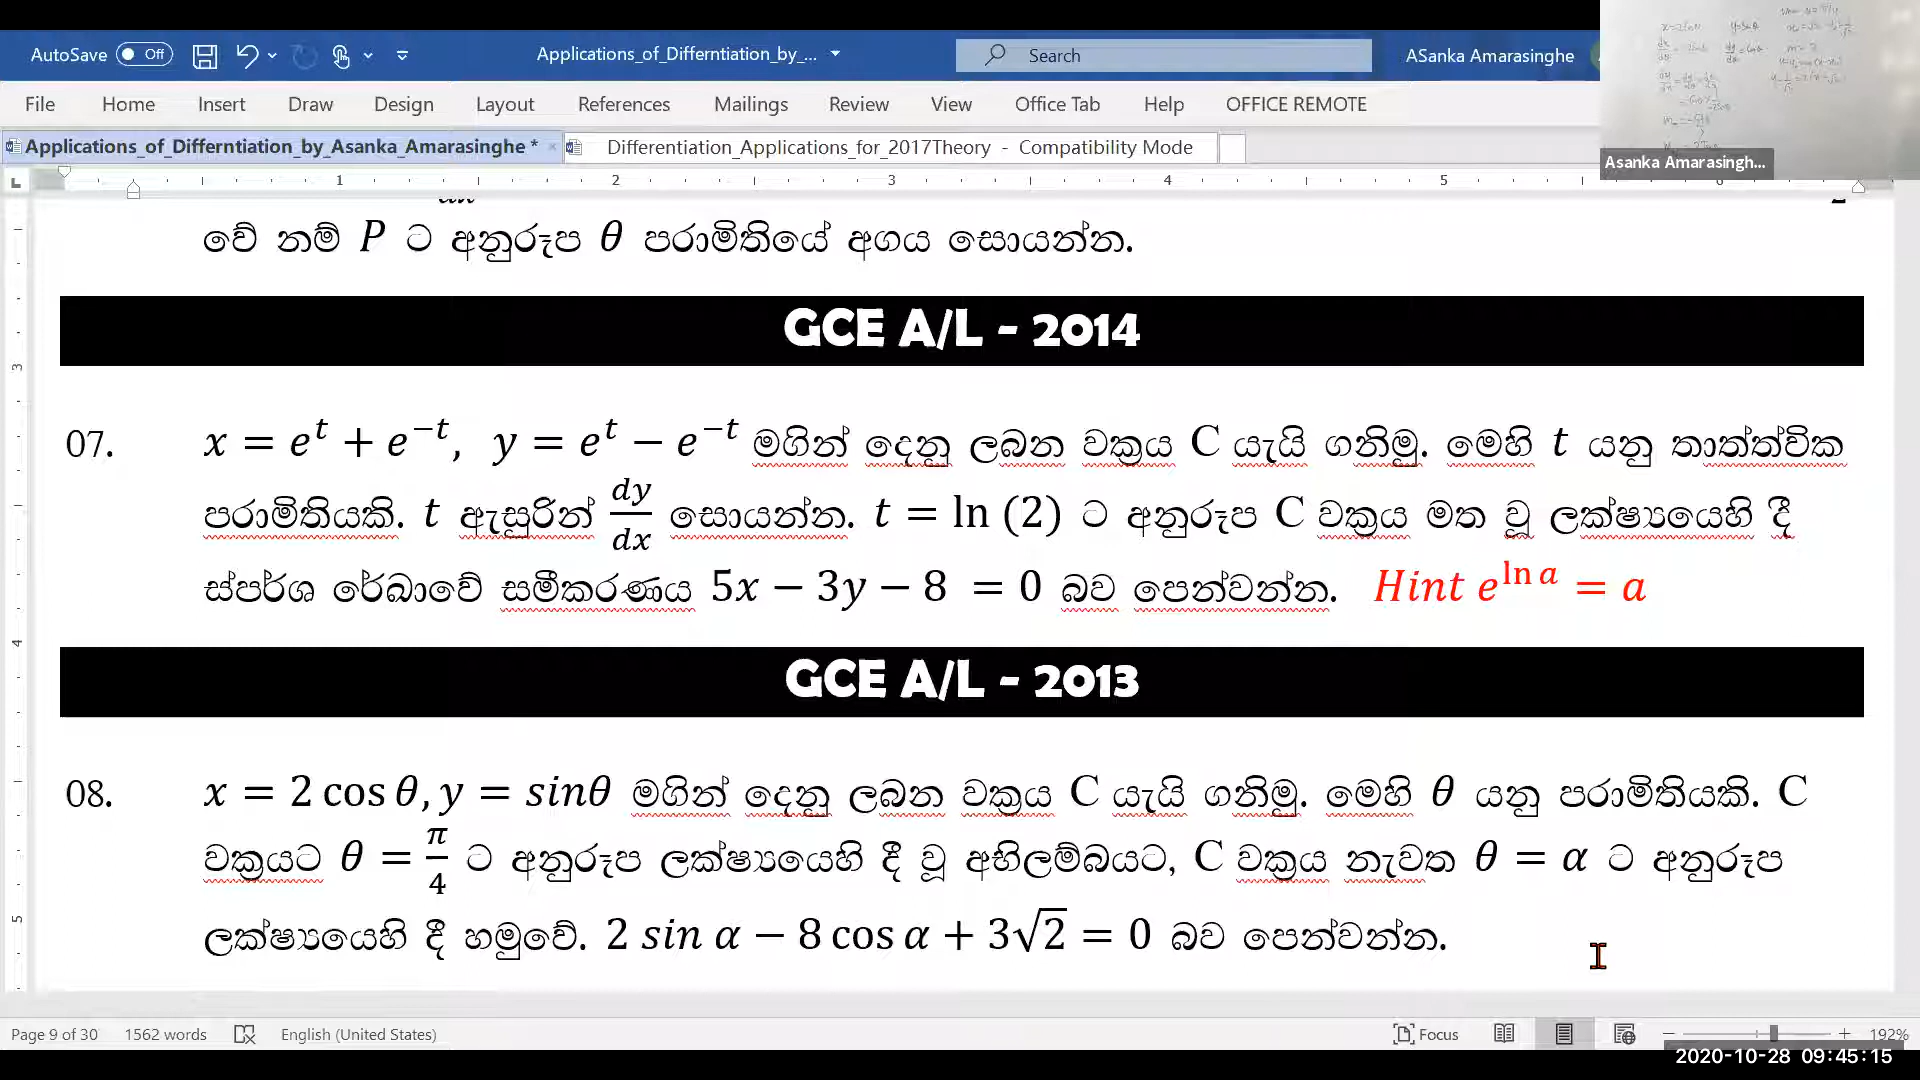 AutoSave Off Applications_of_Differntiation_by_... Search ASanka Amarasinghe
File Home Insert Draw Design Layout References Mailings Review View Office Tab Help OFFICE REMOTE
Applications_of_Differntiation_by_Asanka_Amarasinghe * Differentiation_Applications_for_2017Theory - Compatibility Mode
Asanka Amarasingh...
1 2 3 4 5
වේ නම් P ට අනුරූප θ පරාමිතියේ අගය සොයන්න.
GCE A/L - 2014
07. x = e^t + e^{-t}, y = e^t − e^{-t} මගින් දෙනු ලබන වක්‍රය C යැයි ගනිමු. මෙහි t යනු තාත්ත්වික
පරාමිතියකි. t ඇසුරින් dy/dx සොයන්න. t = ln (2) ට අනුරූප C වක්‍රය මත වූ ලක්ෂ්‍යයෙහි දී
ස්පර්ශ රේඛාවේ සමීකරණය 5x − 3y − 8 = 0 බව පෙන්වන්න. Hint e^{ln a} = a
GCE A/L - 2013
08. x = 2 cos θ, y = sinθ මගින් දෙනු ලබන වක්‍රය C යැයි ගනිමු. මෙහි θ යනු පරාමිතියකි. C
වක්‍රයට θ = π/4 ට අනුරූප ලක්ෂ්‍යයෙහි දී වූ අභිලම්බයට, C වක්‍රය නැවත θ = α ට අනුරූප
ලක්ෂ්‍යයෙහි දී හමුවේ. 2 sin α − 8 cos α + 3√2 = 0 බව පෙන්වන්න.
Page 9 of 30 1562 words English (United States) Focus 192%
2020-10-28 09:45:15